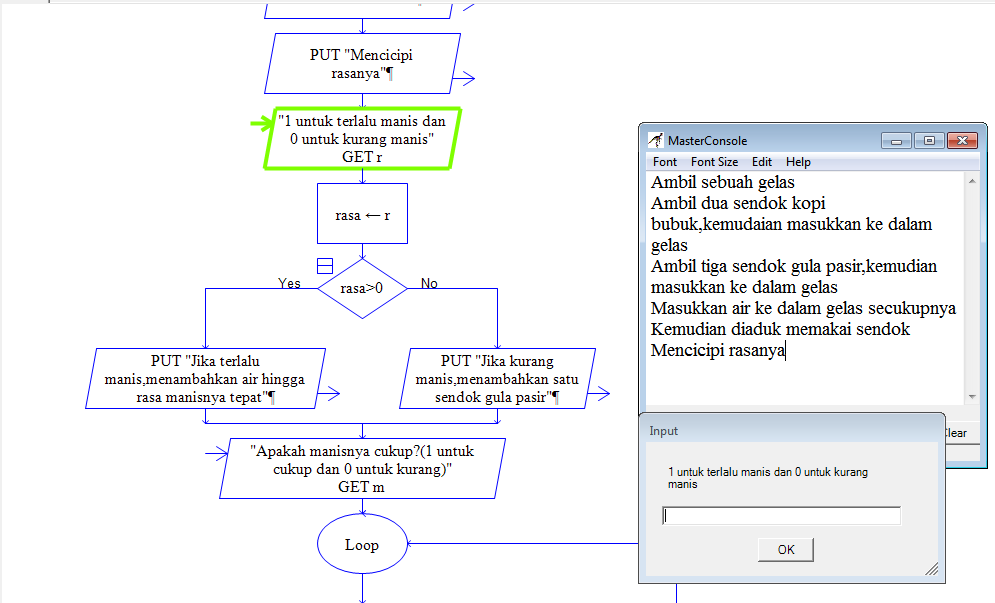 PUT "Mencicipi
rasanya"¶
"1 untuk terlalu manis dan
0 untuk kurang manis"
GET r
rasa ← r
Yes
rasa>0
No
PUT "Jika terlalu
manis,menambahkan air hingga
rasa manisnya tepat"¶
PUT "Jika kurang
manis,menambahkan satu
sendok gula pasir"¶
"Apakah manisnya cukup?(1 untuk
cukup dan 0 untuk kurang)"
GET m
Loop
MasterConsole
Font Font Size Edit Help
Ambil sebuah gelas
Ambil dua sendok kopi
bubuk,kemudaian masukkan ke dalam
gelas
Ambil tiga sendok gula pasir,kemudian
masukkan ke dalam gelas
Masukkan air ke dalam gelas secukupnya
Kemudian diaduk memakai sendok
Mencicipi rasanya
Clear
Input
1 untuk terlalu manis dan 0 untuk kurang
manis
OK